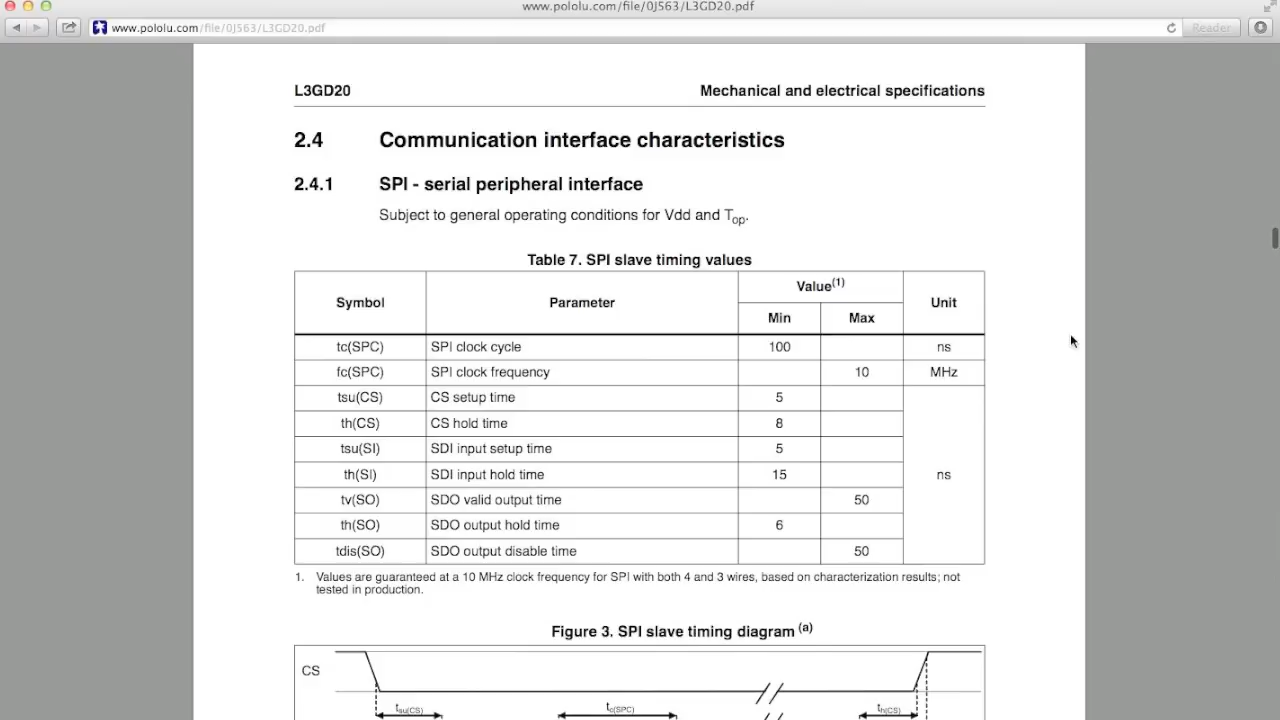 www.pololu.com/file/0J563/L3GD20.pdf
www.pololu.com/file/0J563/L3GD20.pdf
Reader
L3GD20 Mechanical and electrical specifications
2.4 Communication interface characteristics
2.4.1 SPI - serial peripheral interface
Subject to general operating conditions for Vdd and Top.
Table 7. SPI slave timing values
Symbol Parameter Value(1) Unit
Min Max
tc(SPC) SPI clock cycle 100 ns
fc(SPC) SPI clock frequency 10 MHz
tsu(CS) CS setup time 5
th(CS) CS hold time 8
tsu(SI) SDI input setup time 5
th(SI) SDI input hold time 15 ns
tv(SO) SDO valid output time 50
th(SO) SDO output hold time 6
tdis(SO) SDO output disable time 50
1. Values are guaranteed at a 10 MHz clock frequency for SPI with both 4 and 3 wires, based on characterization results; not
tested in production.
Figure 3. SPI slave timing diagram (a)
CS
tsu(CS) tc(SPC) th(CS)